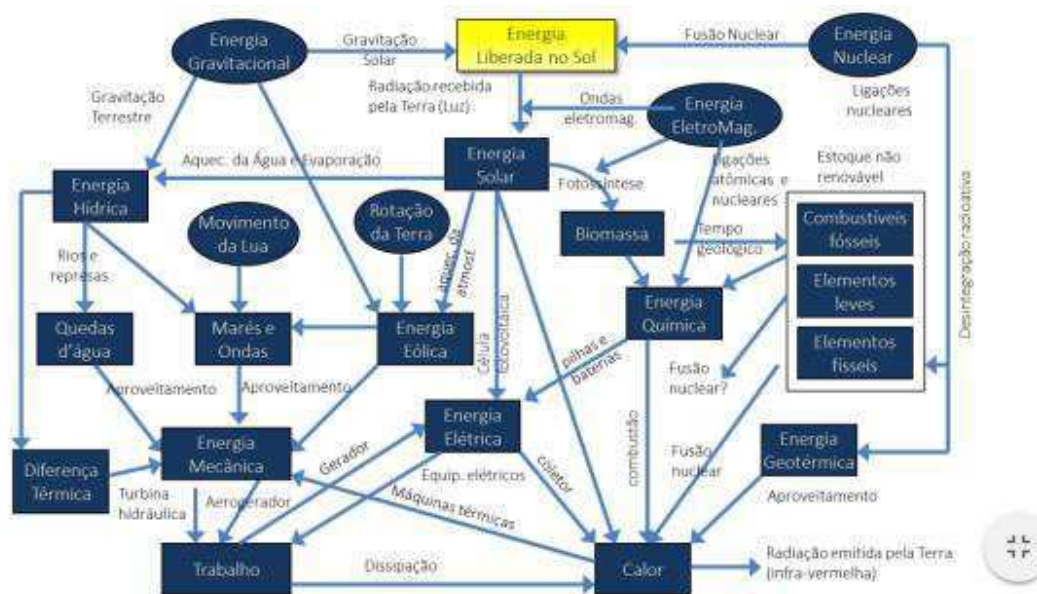 Energia
Gravitacional
Gravitação
Solar
Energia
Liberada no Sol
Fusão Nuclear
Energia
Nuclear
Gravitação
Terrestre
Radiação recebida
pela Terra (Luz)
Ondas
eletromag.
Energia
EletroMag.
Ligações
nucleares
Aquec. da Água e Evaporação
Energia
Solar
Fotossíntese
Ligações
atômicas e
nucleares
Estoque não
renovável
Energia
Hídrica
Movimento
da Lua
Rotação
da Terra
Biomassa
Tempo
geológico
Combustíveis
fósseis
Rios e
represas
aquec. da
atmosf.
Elementos
leves
Desintegração radioativa
Quedas
d'água
Marés e
Ondas
Energia
Eólica
Célula
fotovoltáica
Energia
Química
Elementos
físseis
pilhas e
baterias
Fusão
nuclear?
Aproveitamento
Aproveitamento
Energia
Mecânica
Gerador
Energia
Elétrica
combustão
Fusão
nuclear
Energia
Geotérmica
Diferença
Térmica
Turbina
hidráulica
Aerogerador
Equip. elétricos
coletor
Máquinas térmicas
Aproveitamento
Trabalho
Dissipação
Calor
Radiação emitida pela Terra
(infra-vermelha)